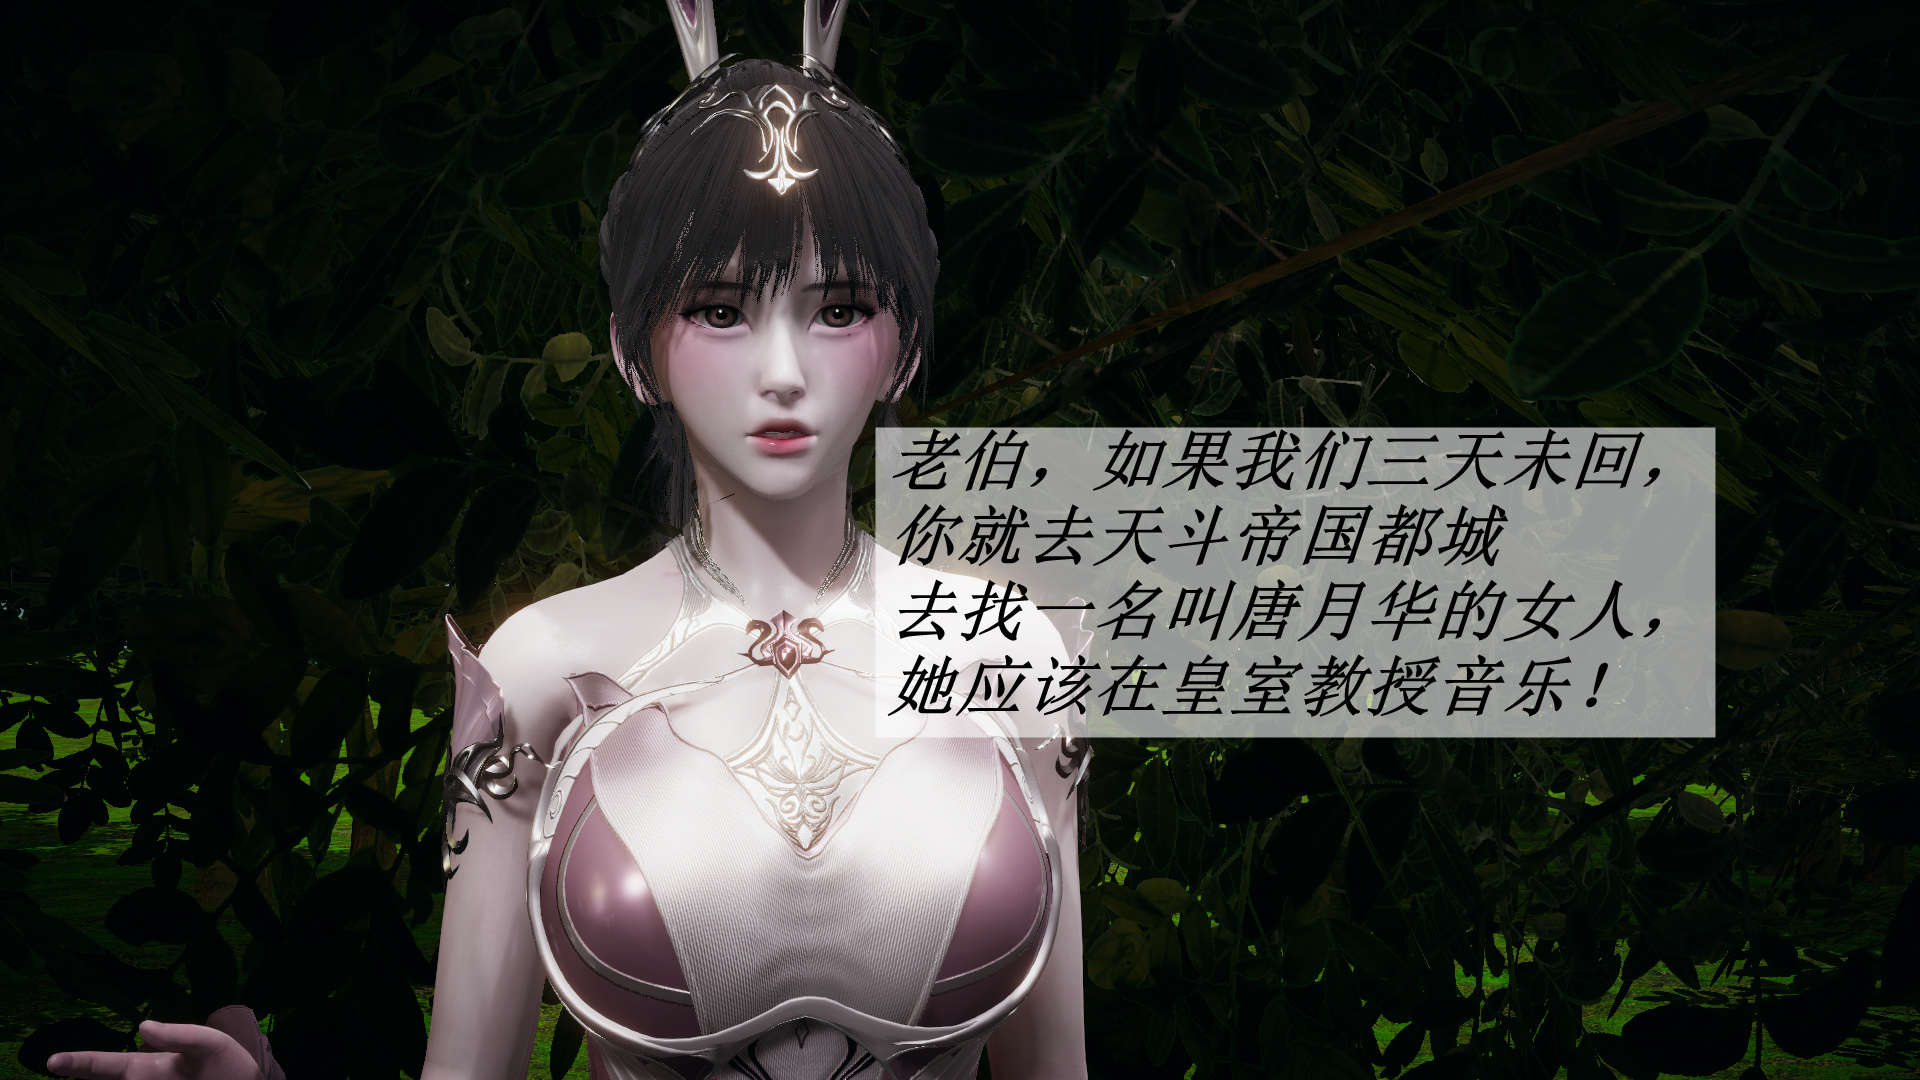 老伯，如果我们三天未回，
你就去天斗帝国都城
去找一名叫唐月华的女人，
她应该在皇室教授音乐！